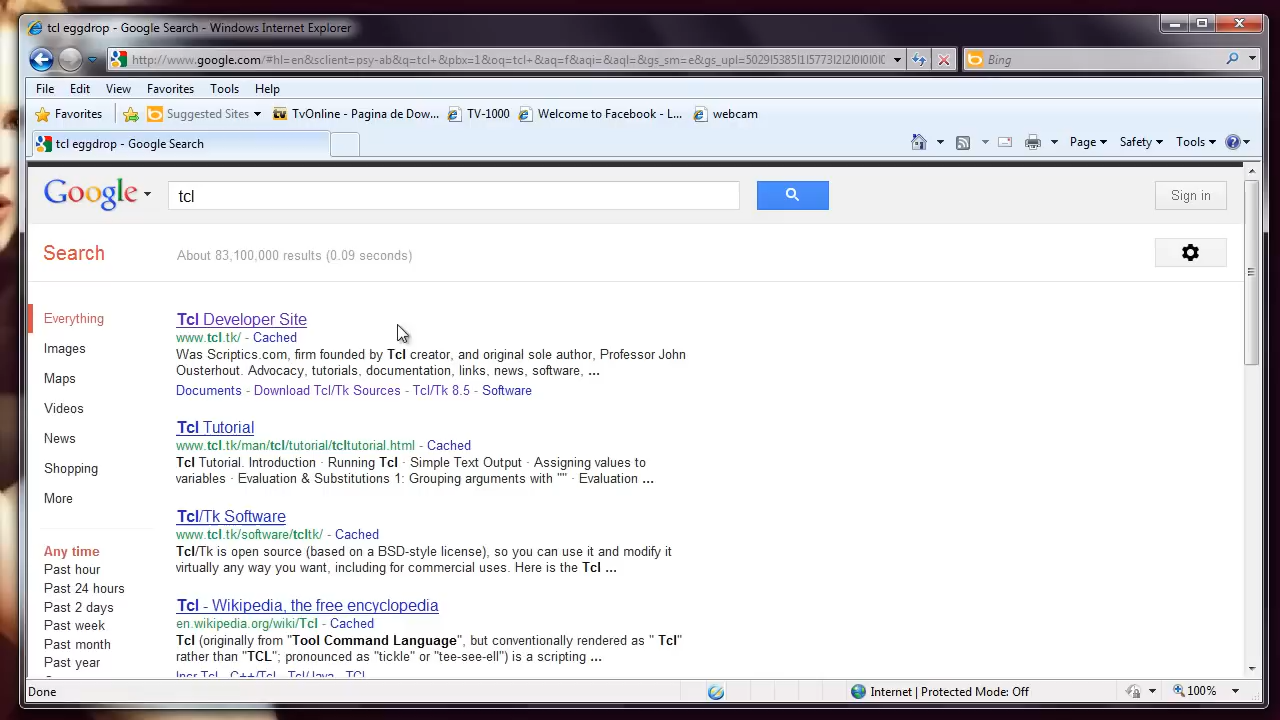 tcl eggdrop - Google Search - Windows Internet Explorer
http://www.google.com/#hl=en&sclient=psy-ab&q=tcl+&pbx=1&oq=tcl+&aq=f&aqi=&aql=&gs_sm=e&gs_upl=5029l5385l1l5773l2l2l0l0l0l
Bing
File Edit View Favorites Tools Help
Favorites Suggested Sites TvOnline - Pagina de Dow... TV-1000 Welcome to Facebook - L... webcam
tcl eggdrop - Google Search Page Safety Tools
Google tcl Sign in
Search About 83,100,000 results (0.09 seconds)
Everything
Images
Maps
Videos
News
Shopping
More
Any time
Past hour
Past 24 hours
Past 2 days
Past week
Past month
Past year
Tcl Developer Site
www.tcl.tk/ - Cached
Was Scriptics.com, firm founded by Tcl creator, and original sole author, Professor John
Ousterhout. Advocacy, tutorials, documentation, links, news, software, ...
Documents - Download Tcl/Tk Sources - Tcl/Tk 8.5 - Software
Tcl Tutorial
www.tcl.tk/man/tcl/tutorial/tcltutorial.html - Cached
Tcl Tutorial. Introduction · Running Tcl · Simple Text Output · Assigning values to
variables · Evaluation & Substitutions 1: Grouping arguments with "" · Evaluation ...
Tcl/Tk Software
www.tcl.tk/software/tcltk/ - Cached
Tcl/Tk is open source (based on a BSD-style license), so you can use it and modify it
virtually any way you want, including for commercial uses. Here is the Tcl ...
Tcl - Wikipedia, the free encyclopedia
en.wikipedia.org/wiki/Tcl - Cached
Tcl (originally from "Tool Command Language", but conventionally rendered as " Tcl"
rather than "TCL"; pronounced as "tickle" or "tee-see-ell") is a scripting ...
Incr Tcl - C++/Tcl - Tcl/Java - TCL
Done Internet | Protected Mode: Off 100%